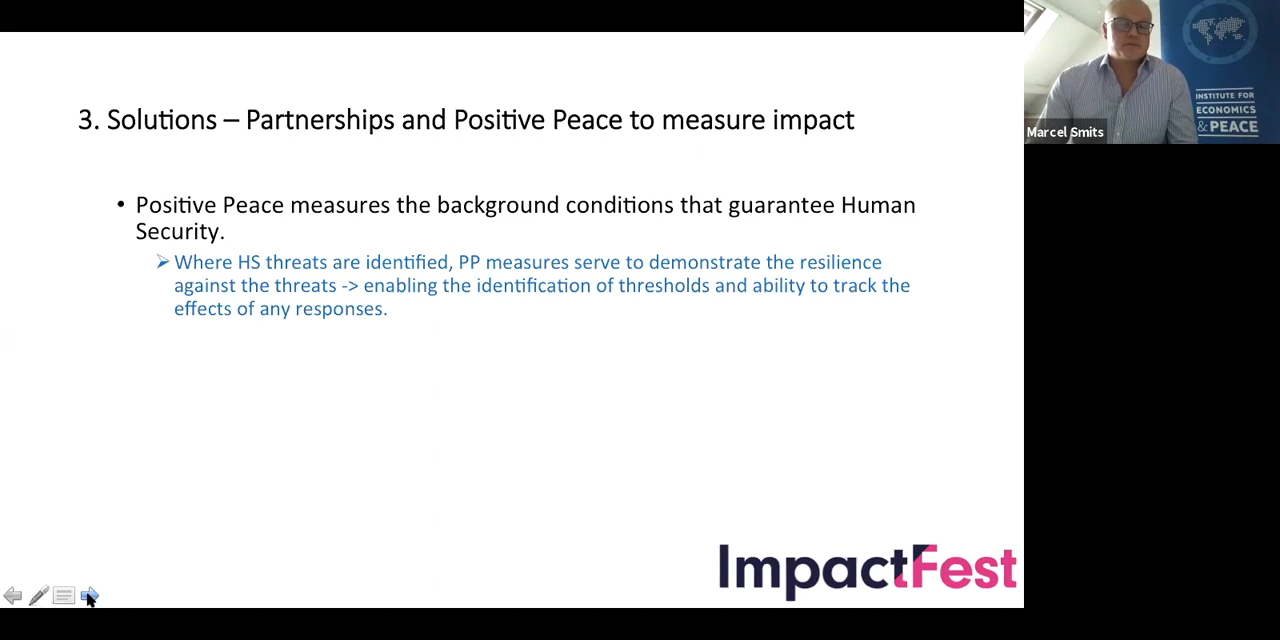 3. Solutions – Partnerships and Positive Peace to measure impact
• Positive Peace measures the background conditions that guarantee Human
Security.
➢ Where HS threats are identified, PP measures serve to demonstrate the resilience
against the threats -> enabling the identification of thresholds and ability to track the
effects of any responses.
ImpactFest
INSTITUTE FOR
ECONOMICS
& PEACE
Marcel Smits